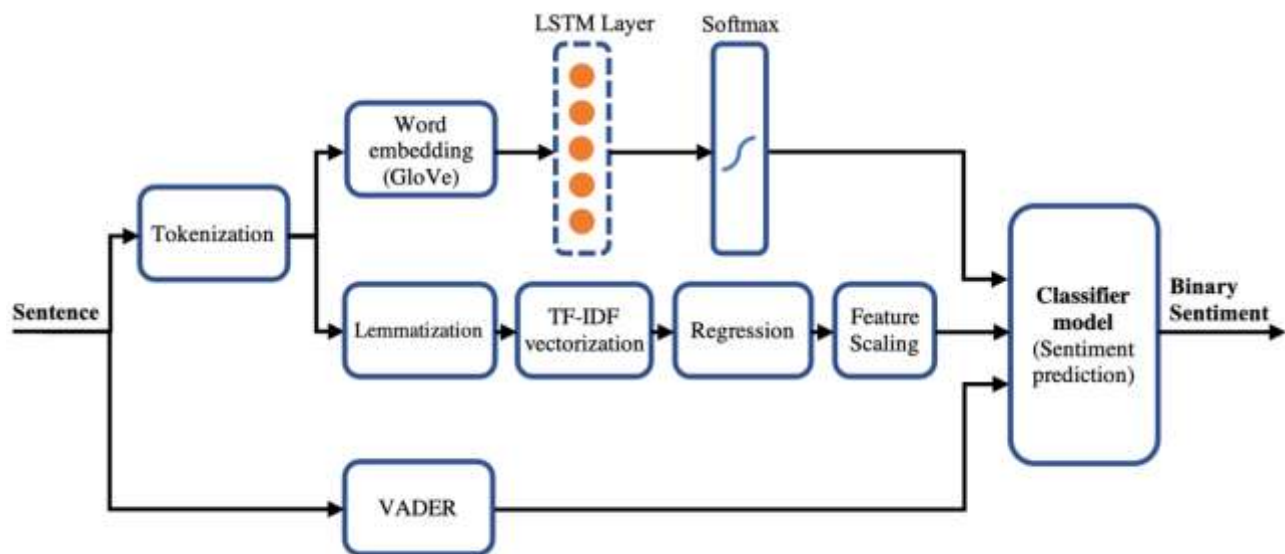 LSTM Layer
Softmax
Word
embedding
(GloVe)
Tokenization
Sentence
Lemmatization
TF-IDF
vectorization
Regression
Feature
Scaling
Classifier
model
(Sentiment
prediction)
Binary
Sentiment
VADER